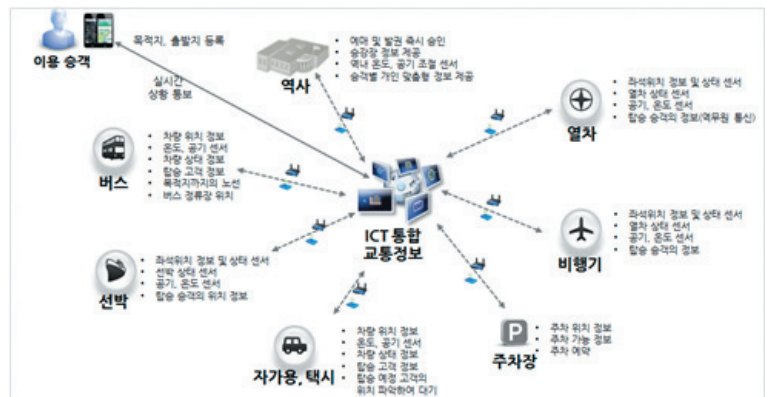 목적지, 출발지 등록
이용 승객
실시간
상황 통보
역사
• 예매 및 발권 즉시 승인
• 승강장 정보 제공
• 역내 온도, 공기 조절 센서
• 승객별 개인 맞춤형 정보 제공
열차
• 좌석위치 정보 및 상태 센서
• 열차 상태 센서
• 공기, 온도 센서
• 탑승 승객의 정보(역무원 통신)
버스
• 차량 위치 정보
• 온도, 공기 센서
• 차량 상태 정보
• 탑승 고객 정보
• 목적지까지의 노선
• 버스 정류장 위치
ICT 통합
교통정보
비행기
• 좌석위치 정보 및 상태 센서
• 열차 상태 센서
• 공기, 온도 센서
• 탑승 승객의 정보
선박
• 좌석위치 정보 및 상태 센서
• 선박 상태 센서
• 공기, 온도 센서
• 탑승 승객의 위치 정보
자가용, 택시
• 차량 위치 정보
• 온도, 공기 센서
• 차량 상태 정보
• 탑승 고객 정보
• 탑승 예정 고객의
위치 파악하여 대기
P
주차장
• 주차 위치 정보
• 주차 가능 정보
• 주차 예약